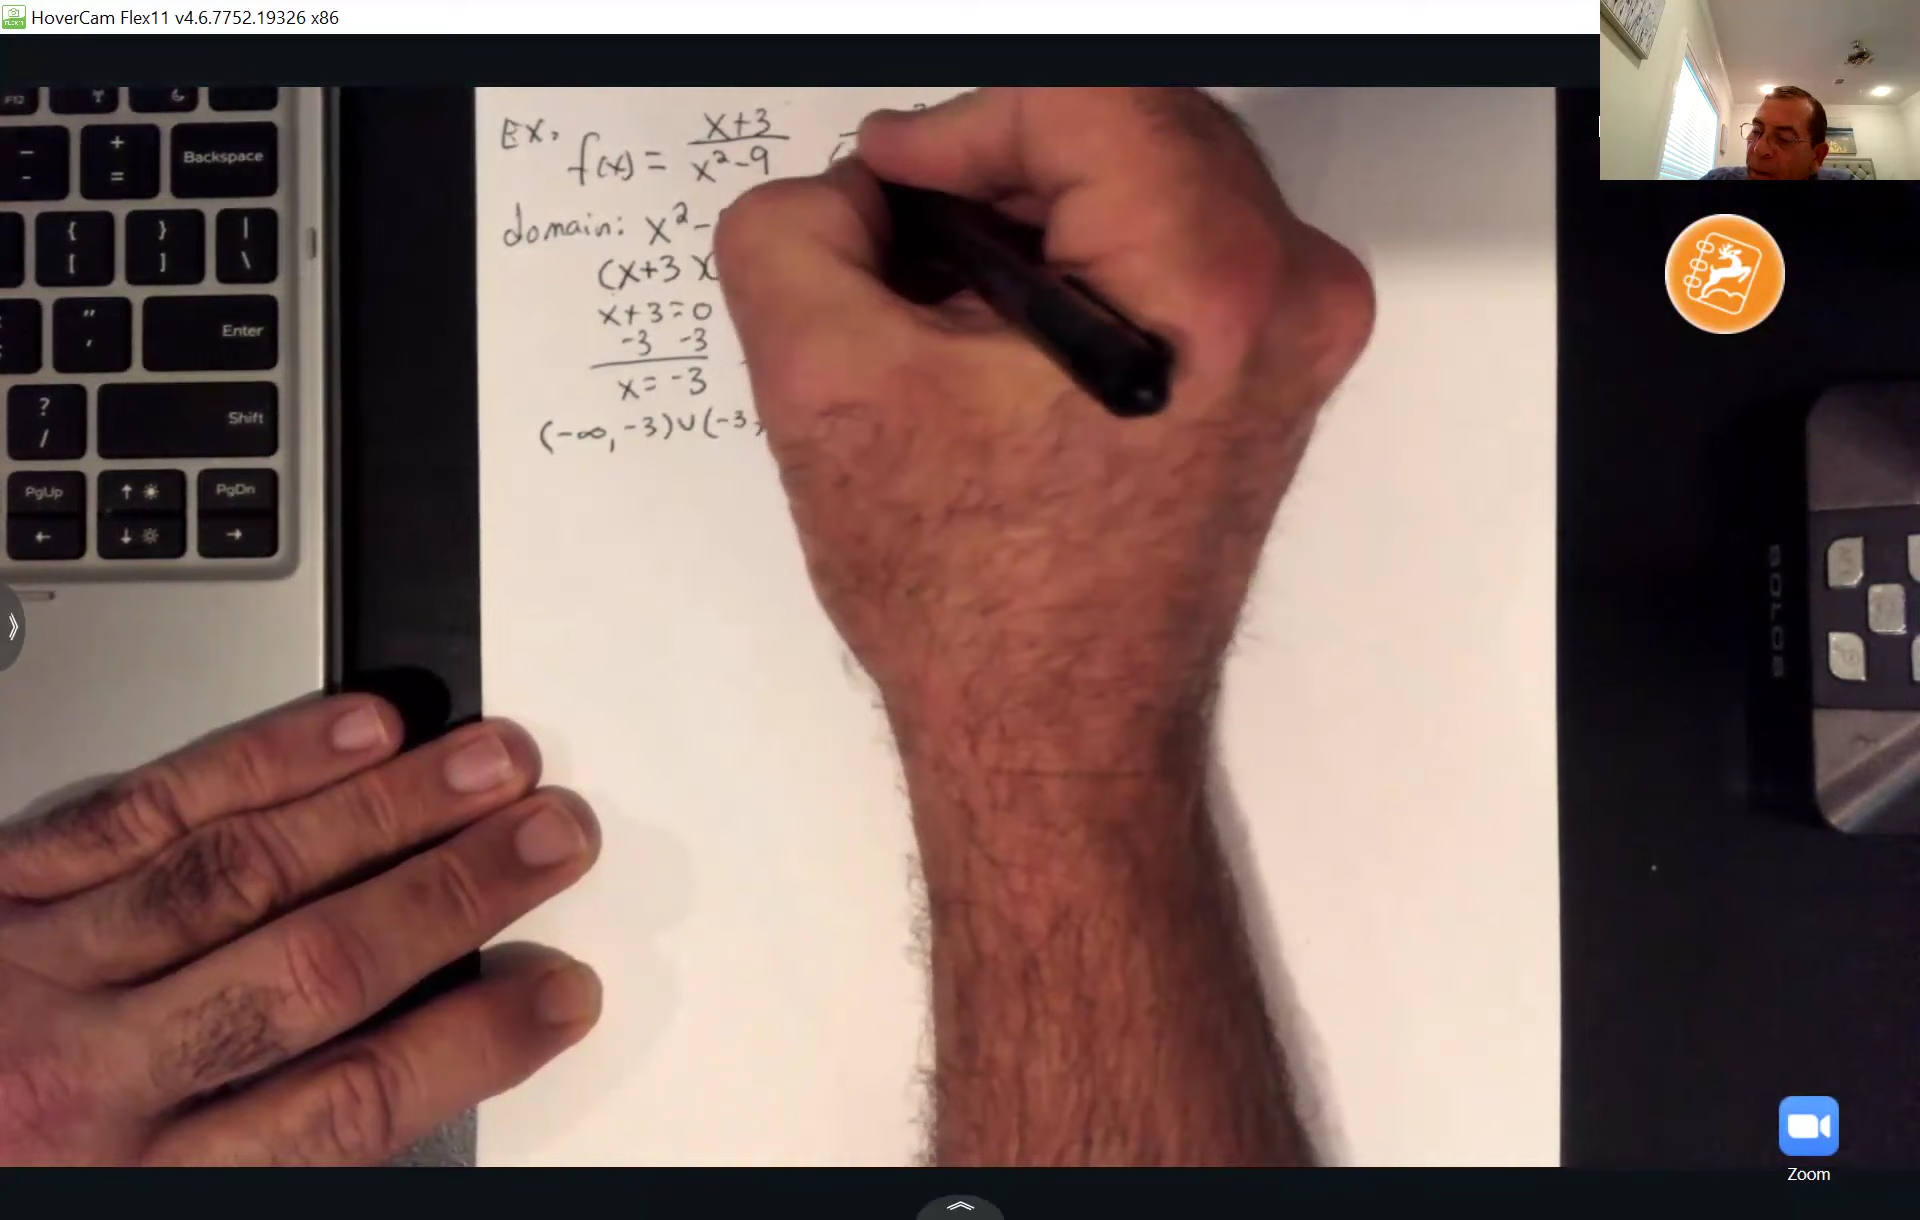 HoverCam Flex11 v4.6.7752.19326 x86
F12
Backspace
Enter
Shift
PgUp
PgDn
Ex.
f(x) = x+3 / x²-9
domain: x²-
(x+3)(
x+3=0
-3 -3
x = -3
(-∞, -3)∪(-3,
Zoom